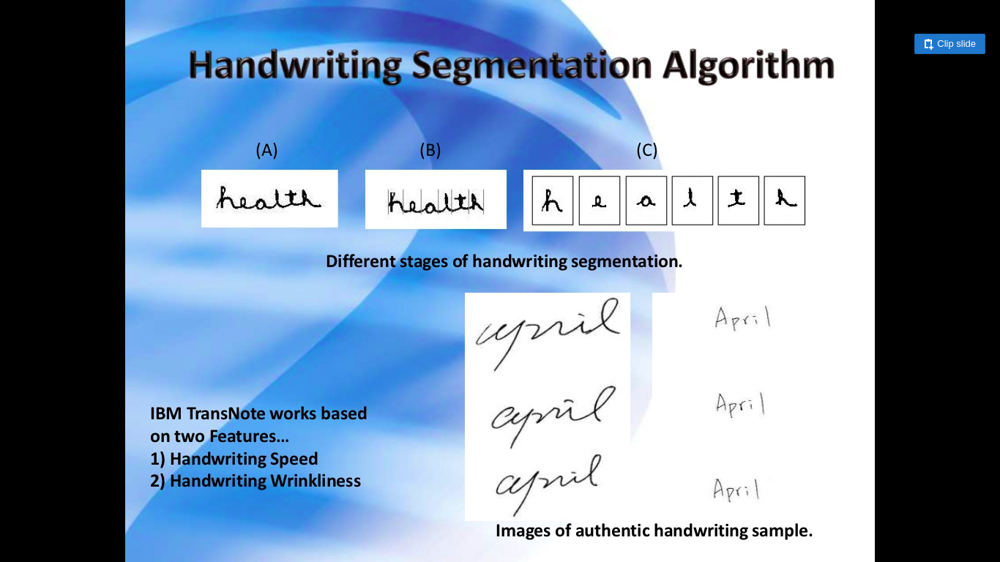 Clip slide
Handwriting Segmentation Algorithm
(A) (B) (C)
health health h e a l t h
Different stages of handwriting segmentation.
april April
april April
april April
IBM TransNote works based
on two Features...
1) Handwriting Speed
2) Handwriting Wrinkliness
Images of authentic handwriting sample.